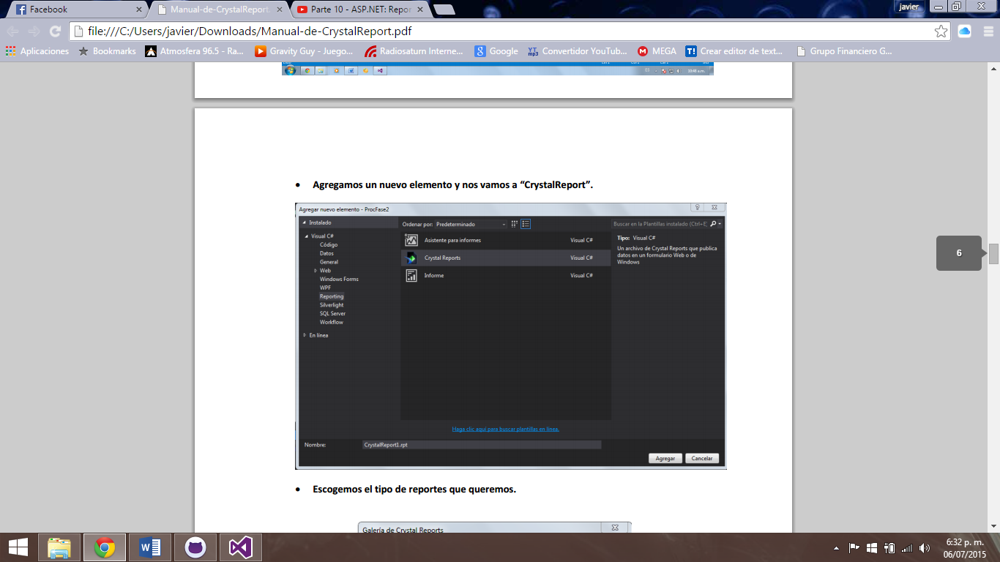 Facebook
Manual-de-CrystalReport.
Parte 10 - ASP.NET: Repor
javier
file:///C:/Users/javier/Downloads/Manual-de-CrystalReport.pdf
Aplicaciones
Bookmarks
Atmosfera 96.5 - Ra...
Gravity Guy - Juego...
Radiosaturn Interne...
Google
Convertidor YouTub...
MEGA
Crear editor de text...
Grupo Financiero G...
10:48 a.m.
• Agregamos un nuevo elemento y nos vamos a “CrystalReport”.
Agregar nuevo elemento - ProcFase2
Instalado
Ordenar por: Predeterminado
Buscar en la Plantillas instalado (Ctrl+E)
Visual C#
Código
Datos
General
Web
Windows Forms
WPF
Reporting
Silverlight
SQL Server
Workflow
En línea
Asistente para informes Visual C#
Crystal Reports Visual C#
Informe Visual C#
Tipo: Visual C#
Un archivo de Crystal Reports que publica
datos en un formulario Web o de
Windows
6
Haga clic aquí para buscar plantillas en línea.
Nombre: CrystalReport1.rpt
Agregar Cancelar
• Escogemos el tipo de reportes que queremos.
Galería de Crystal Reports
6:32 p. m.
06/07/2015